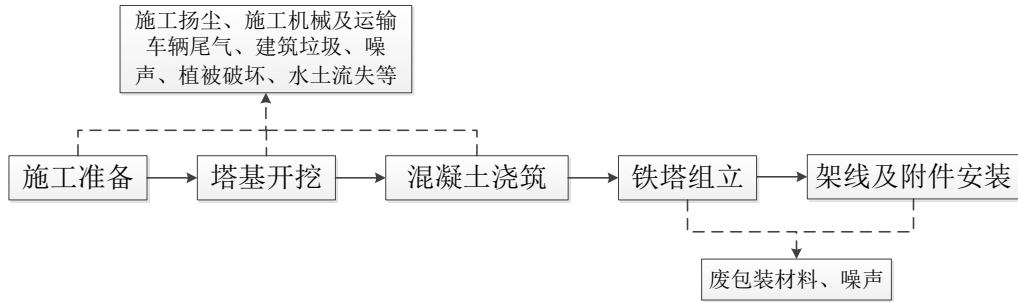 施工扬尘、施工机械及运输
车辆尾气、建筑垃圾、噪
声、植被破坏、水土流失等
施工准备
塔基开挖
混凝土浇筑
铁塔组立
架线及附件安装
废包装材料、噪声